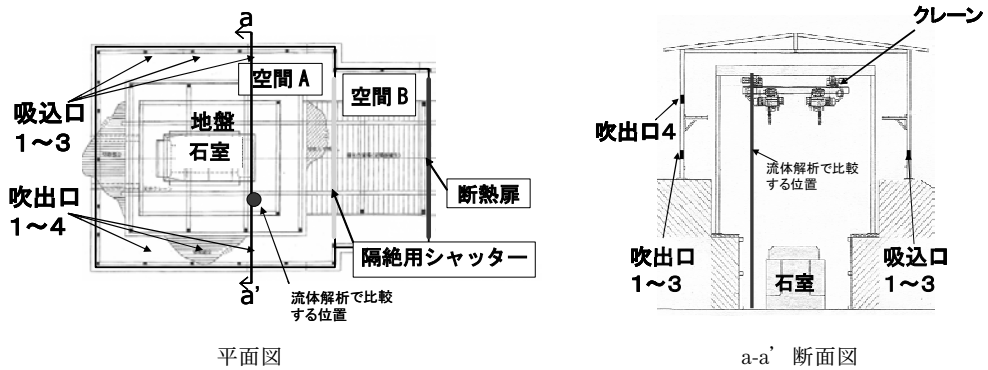 a
空間A
空間B
吸込口
1～3
地盤
石室
吹出口
1～4
断熱扉
隔絶用シャッター
a'
流体解析で比較
する位置
平面図
クレーン
吹出口4
流体解析で比較
する位置
吹出口
1～3
石室
吸込口
1～3
a-a’断面図